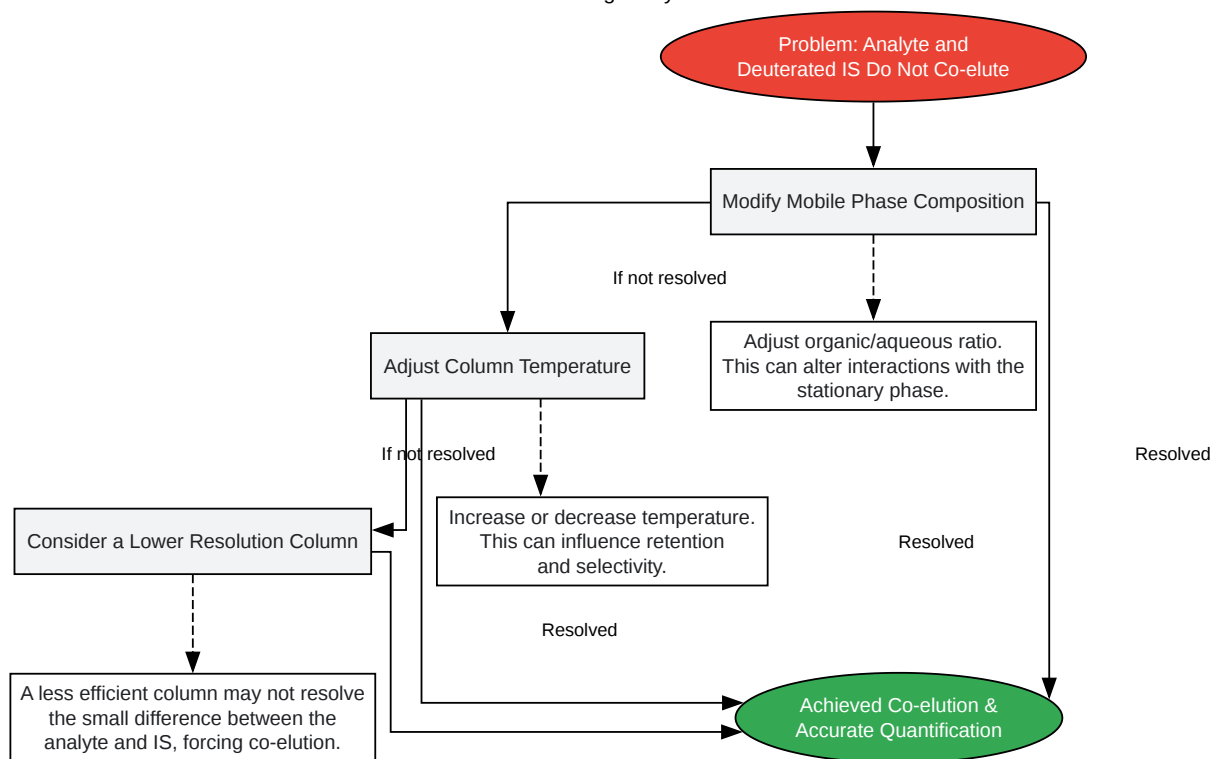 Problem: Analyte and
Deuterated IS Do Not Co-elute
Modify Mobile Phase Composition
If not resolved
Adjust organic/aqueous ratio.
This can alter interactions with the
stationary phase.
Adjust Column Temperature
If not resolved
Resolved
Increase or decrease temperature.
This can influence retention
and selectivity.
Consider a Lower Resolution Column
Resolved
Resolved
A less efficient column may not resolve
the small difference between the
analyte and IS, forcing co-elution.
Achieved Co-elution &
Accurate Quantification